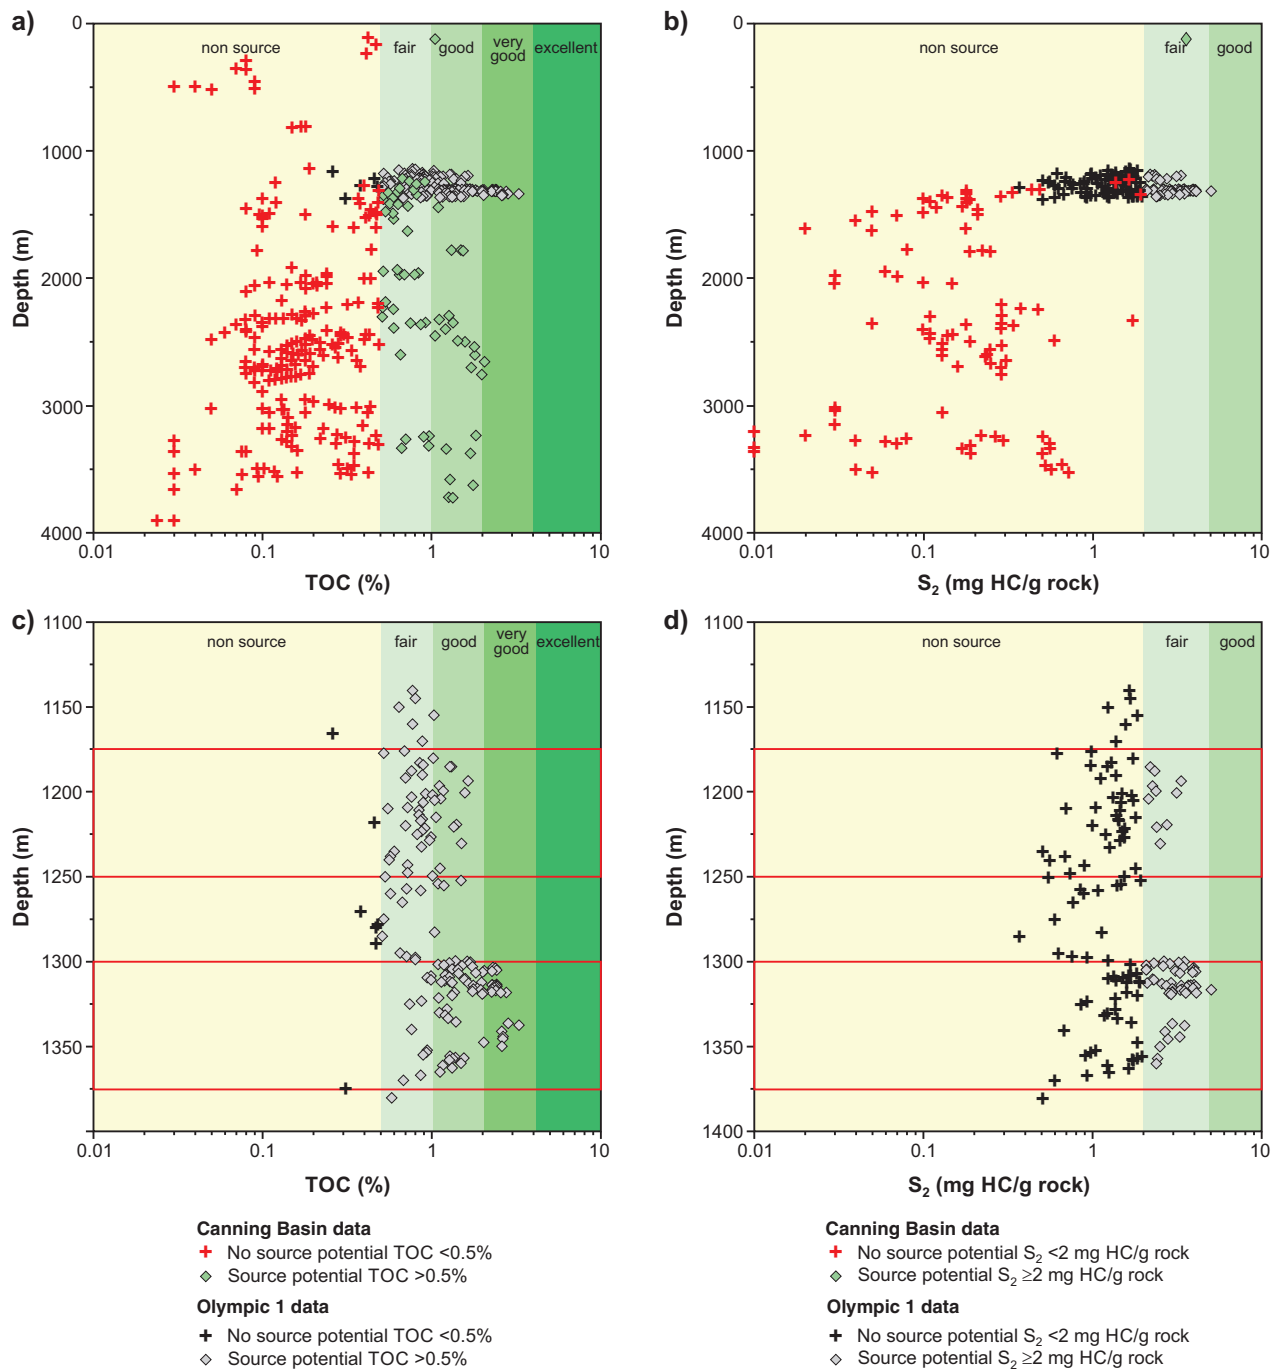 a)
non source
fair
good
very
good
excellent
0
1000
2000
3000
4000
Depth (m)
0.01
0.1
1
10
TOC (%)
b)
non source
fair
good
0
1000
2000
3000
4000
Depth (m)
0.01
0.1
1
10
S₂ (mg HC/g rock)
c)
non source
fair
good
very
good
excellent
1100
1150
1200
1250
1300
1350
Depth (m)
0.01
0.1
1
10
TOC (%)
d)
non source
fair
good
1100
1150
1200
1250
1300
1350
1400
Depth (m)
0.01
0.1
1
10
S₂ (mg HC/g rock)
Canning Basin data
No source potential TOC <0.5%
Source potential TOC >0.5%
Olympic 1 data
No source potential TOC <0.5%
Source potential TOC >0.5%
Canning Basin data
No source potential S₂ <2 mg HC/g rock
Source potential S₂ ≥2 mg HC/g rock
Olympic 1 data
No source potential S₂ <2 mg HC/g rock
Source potential S₂ ≥2 mg HC/g rock